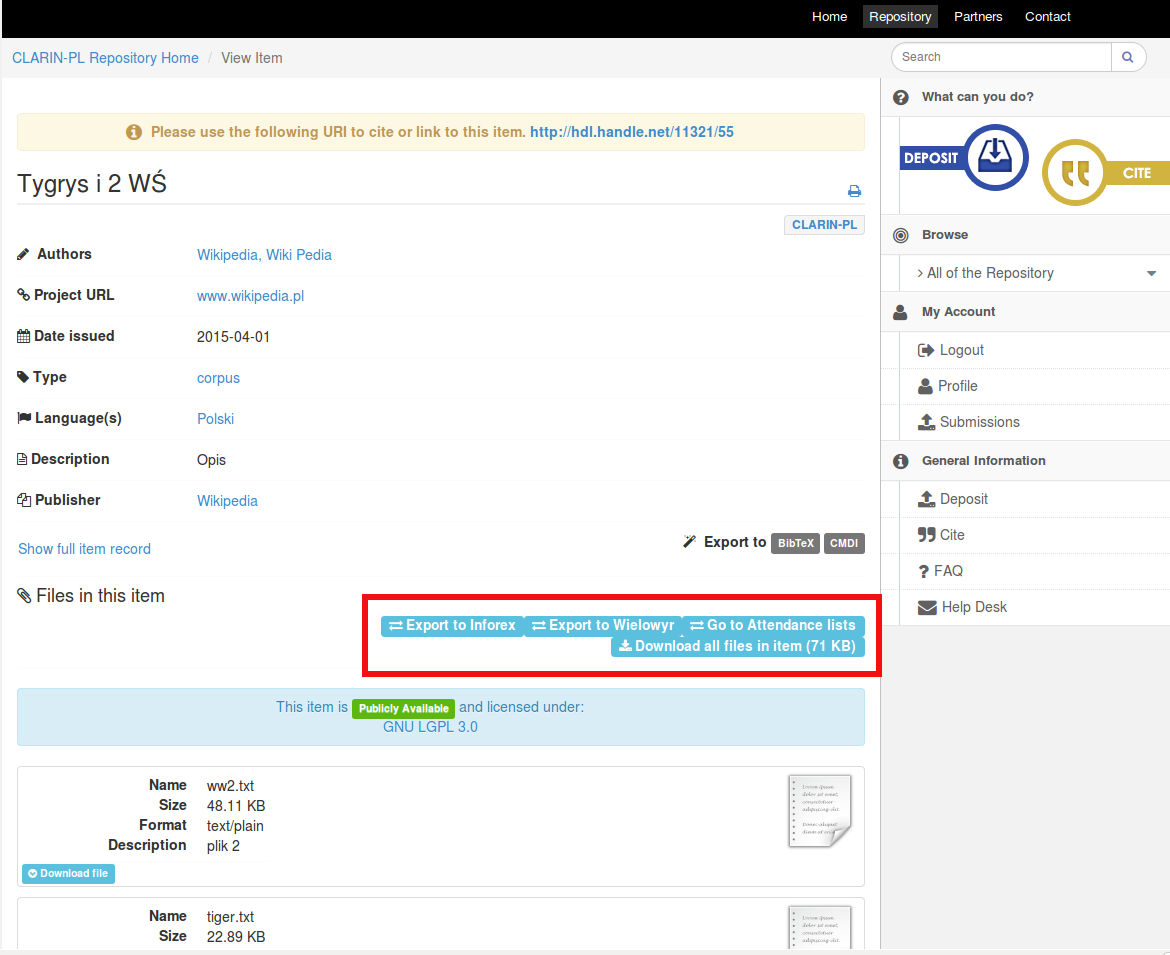 Home Repository Partners Contact
CLARIN-PL Repository Home / View Item
Search
Please use the following URI to cite or link to this item. http://hdl.handle.net/11321/55
Tygrys i 2 WŚ
CLARIN-PL
Authors Wikipedia, Wiki Pedia
Project URL www.wikipedia.pl
Date issued 2015-04-01
Type corpus
Language(s) Polski
Description Opis
Publisher Wikipedia
Show full item record
Export to BibTeX CMDI
Files in this item
Export to Inforex Export to Wielowyr Go to Attendance lists
Download all files in item (71 KB)
This item is Publicly Available and licensed under:
GNU LGPL 3.0
Name ww2.txt
Size 48.11 KB
Format text/plain
Description plik 2
Download file
Name tiger.txt
Size 22.89 KB
What can you do?
DEPOSIT
CITE
Browse
> All of the Repository
My Account
Logout
Profile
Submissions
General Information
Deposit
Cite
FAQ
Help Desk